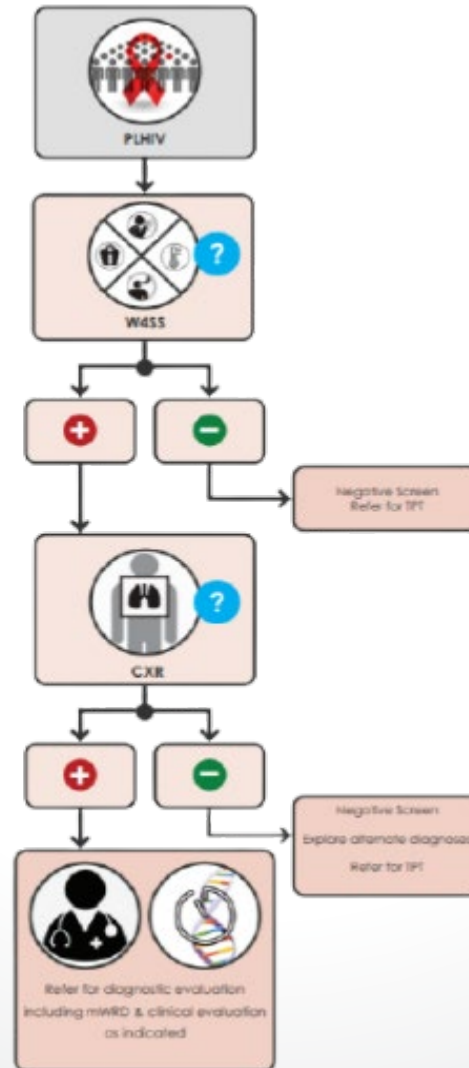 PLHIV
?
W4SS
Negative Screen
Refer for TPT
?
CXR
Negative Screen
Explore alternate diagnosed
Refer for TPT
Refer for diagnostic evaluation
including mWRD & clinical evaluation
as indicated